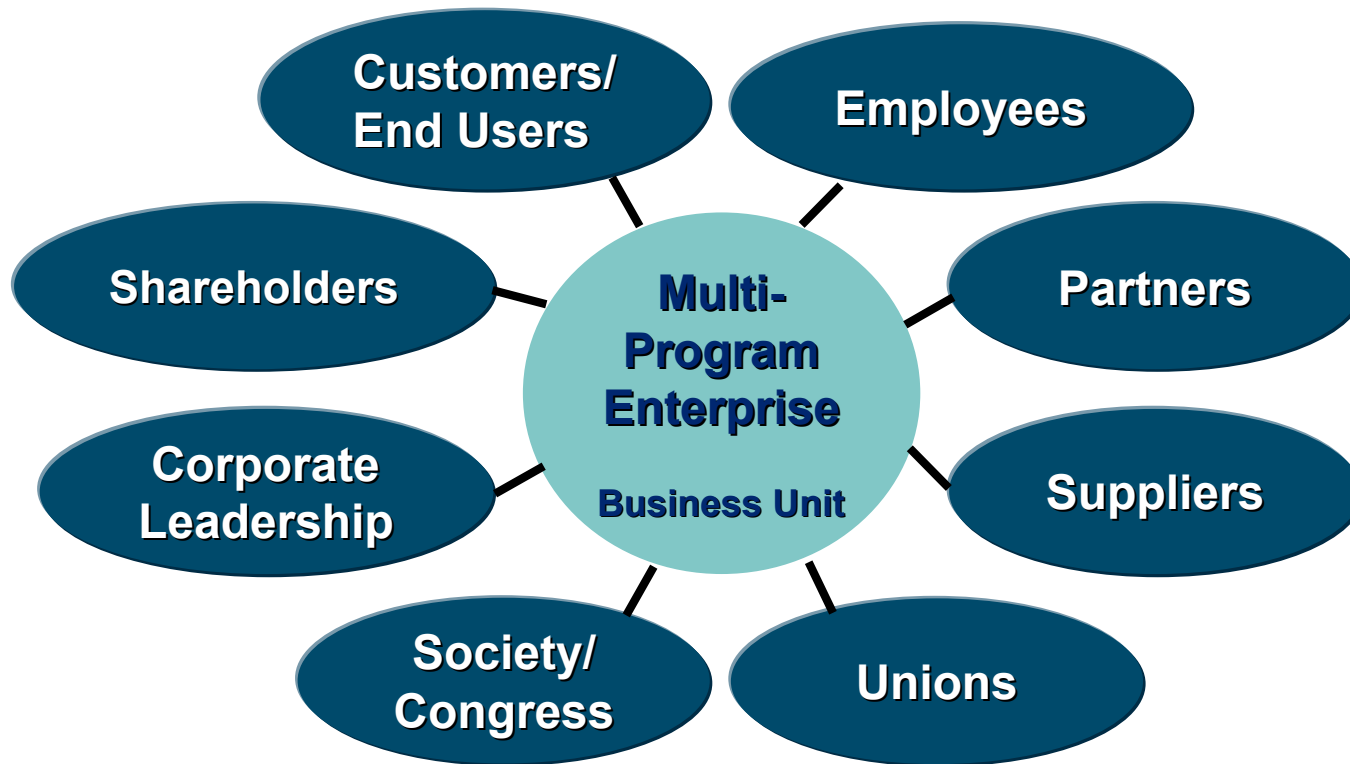 Customers/
End Users
Employees
Shareholders
Multi-
Program
Enterprise
Business Unit
Partners
Corporate
Leadership
Suppliers
Society/
Congress
Unions